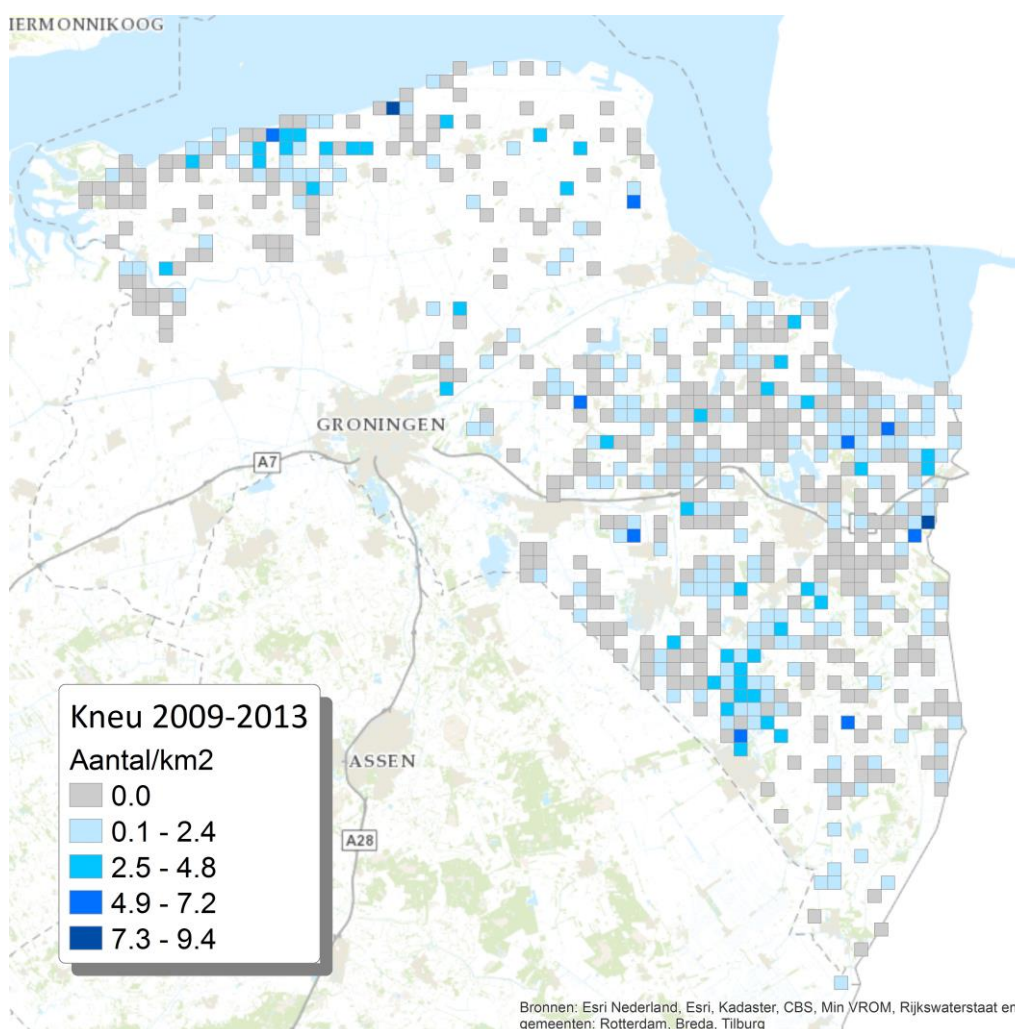 IERMONNIKOOG
GRONINGEN
A7
ASSEN
A28
Kneu 2009-2013
Aantal/km2
0.0
0.1 - 2.4
2.5 - 4.8
4.9 - 7.2
7.3 - 9.4
Bronnen: Esri Nederland, Esri, Kadaster, CBS, Min VROM, Rijkswaterstaat en
gemeenten: Rotterdam, Breda, Tilburg